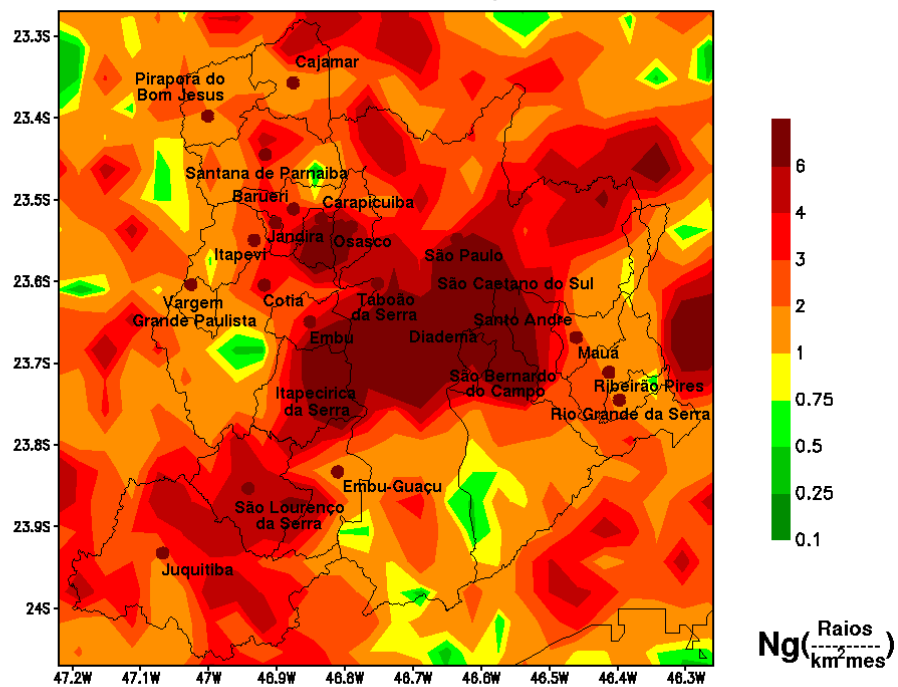 23.3S
Cajamar
Pirapora do
Bom Jesus
23.4S
6
Santana de Parnaiba
23.5S
Barueri
Carapicuiba
4
Jandira
Osasco
Itapevi
São Paulo
3
23.6S
São Caetano do Sul
Cotia
Taboão
da Serra
Vargem
Grande Paulista
2
Santo Andre
Embu
Diadema
23.7S
Mauá
1
São Bernardo
do Campo
Ribeirão Pires
Itapecirica
da Serra
Rio Grande da Serra
0.75
23.8S
0.5
Embu-Guaçu
0.25
São Lourenço
da Serra
23.9S
0.1
Juquitiba
24S
Ng(Raios
------
km²mes)
47.2W 47.1W 47W 46.9W 46.8W 46.7W 46.6W 46.5W 46.4W 46.3W